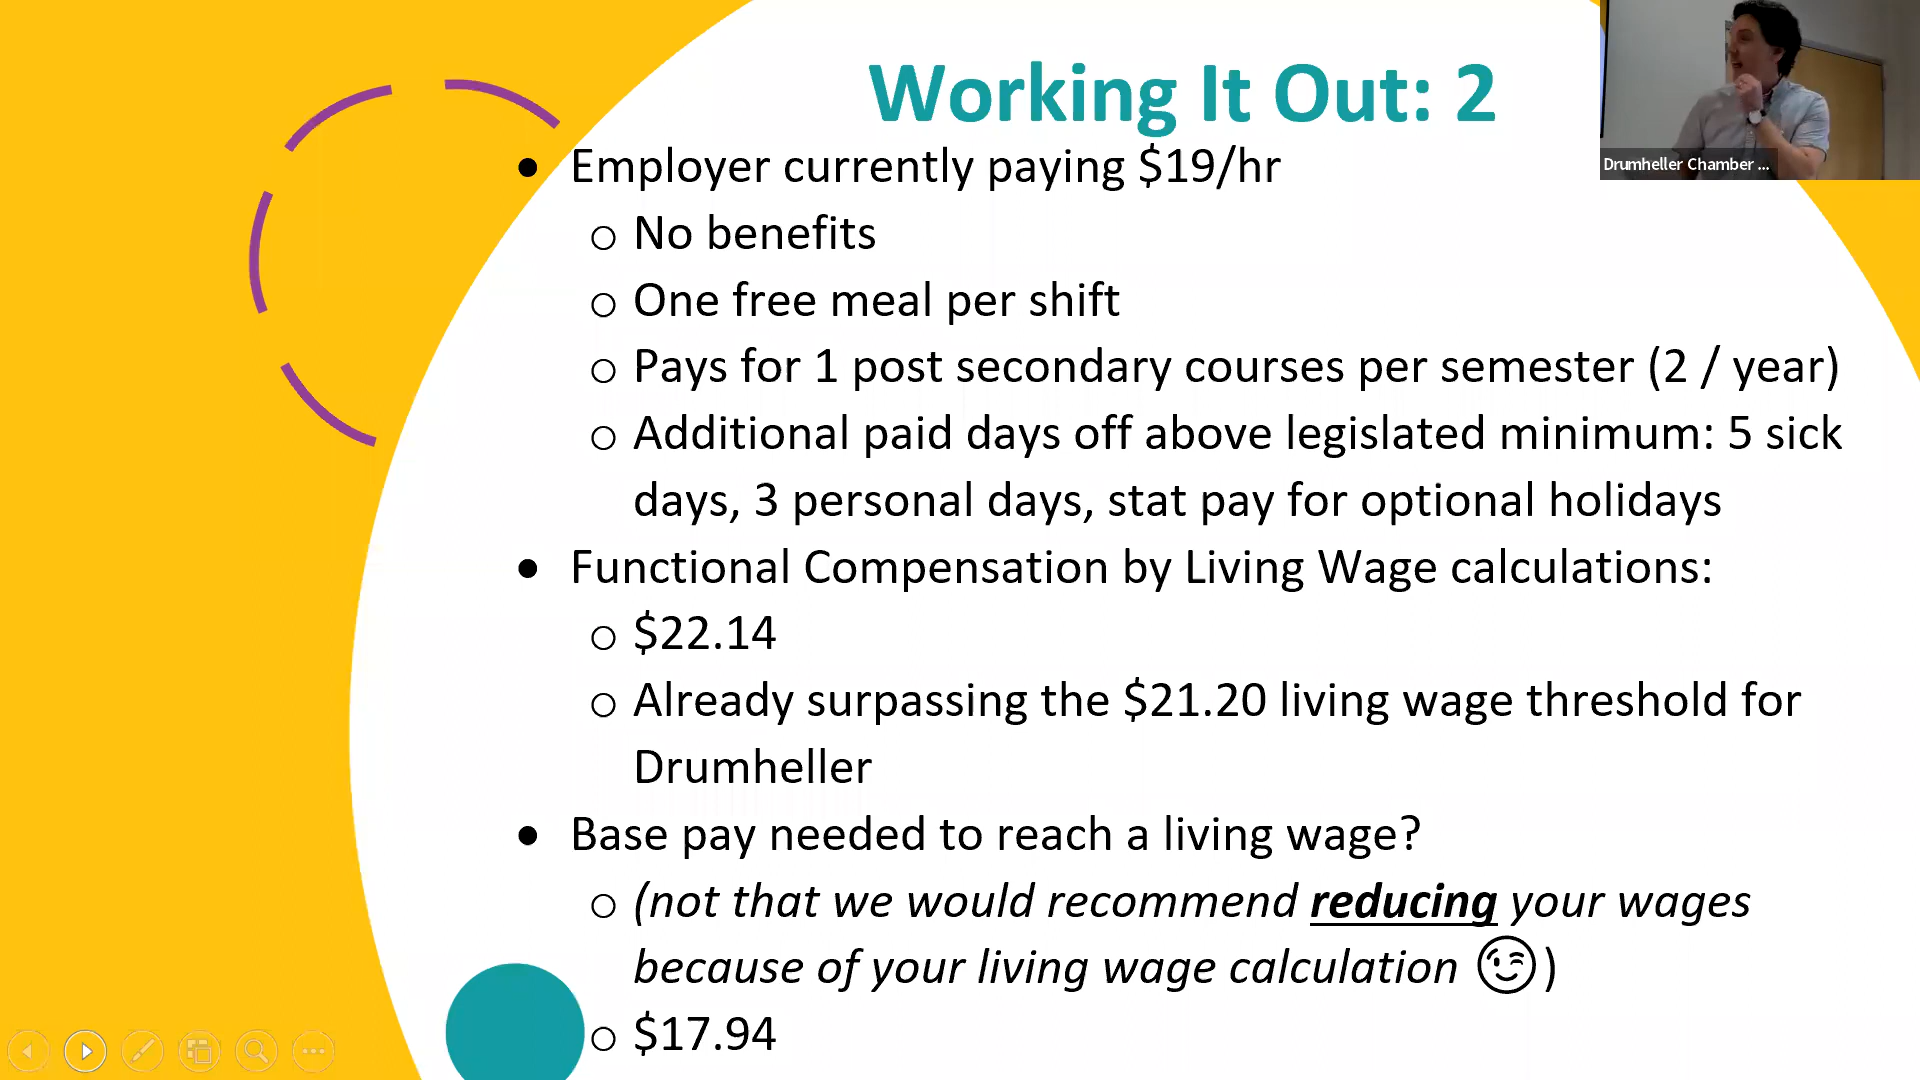 Working It Out: 2
Drumheller Chamber ...
• Employer currently paying $19/hr
o No benefits
o One free meal per shift
o Pays for 1 post secondary courses per semester (2 / year)
o Additional paid days off above legislated minimum: 5 sick
days, 3 personal days, stat pay for optional holidays
• Functional Compensation by Living Wage calculations:
o $22.14
o Already surpassing the $21.20 living wage threshold for
Drumheller
• Base pay needed to reach a living wage?
o (not that we would recommend reducing your wages
because of your living wage calculation 😉)
o $17.94